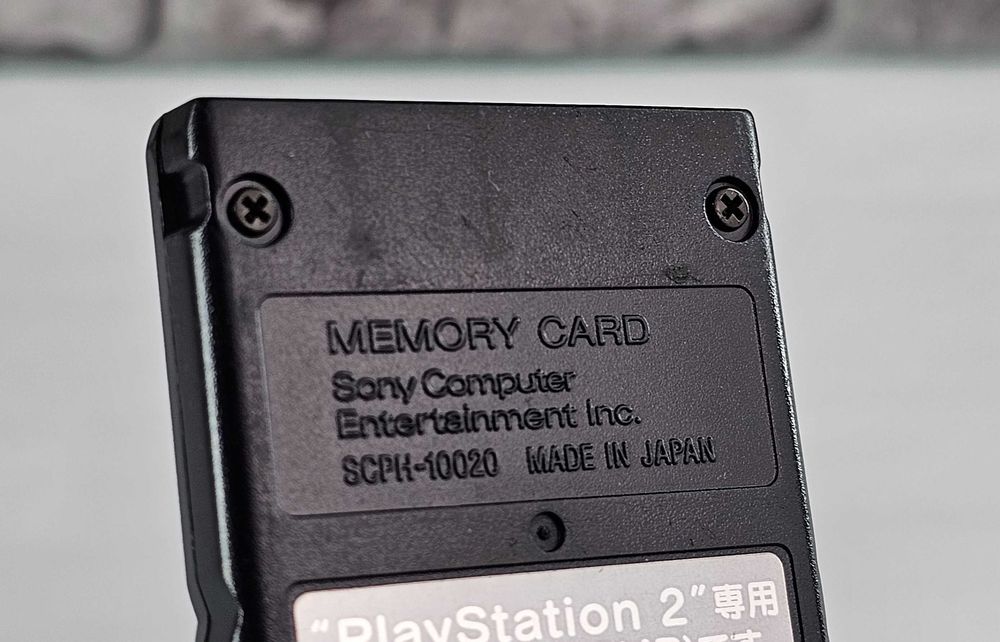 MEMORY CARD
Sony Computer
Entertainment Inc.
SCPH-10020 MADE IN JAPAN
“PlayStation 2”専用